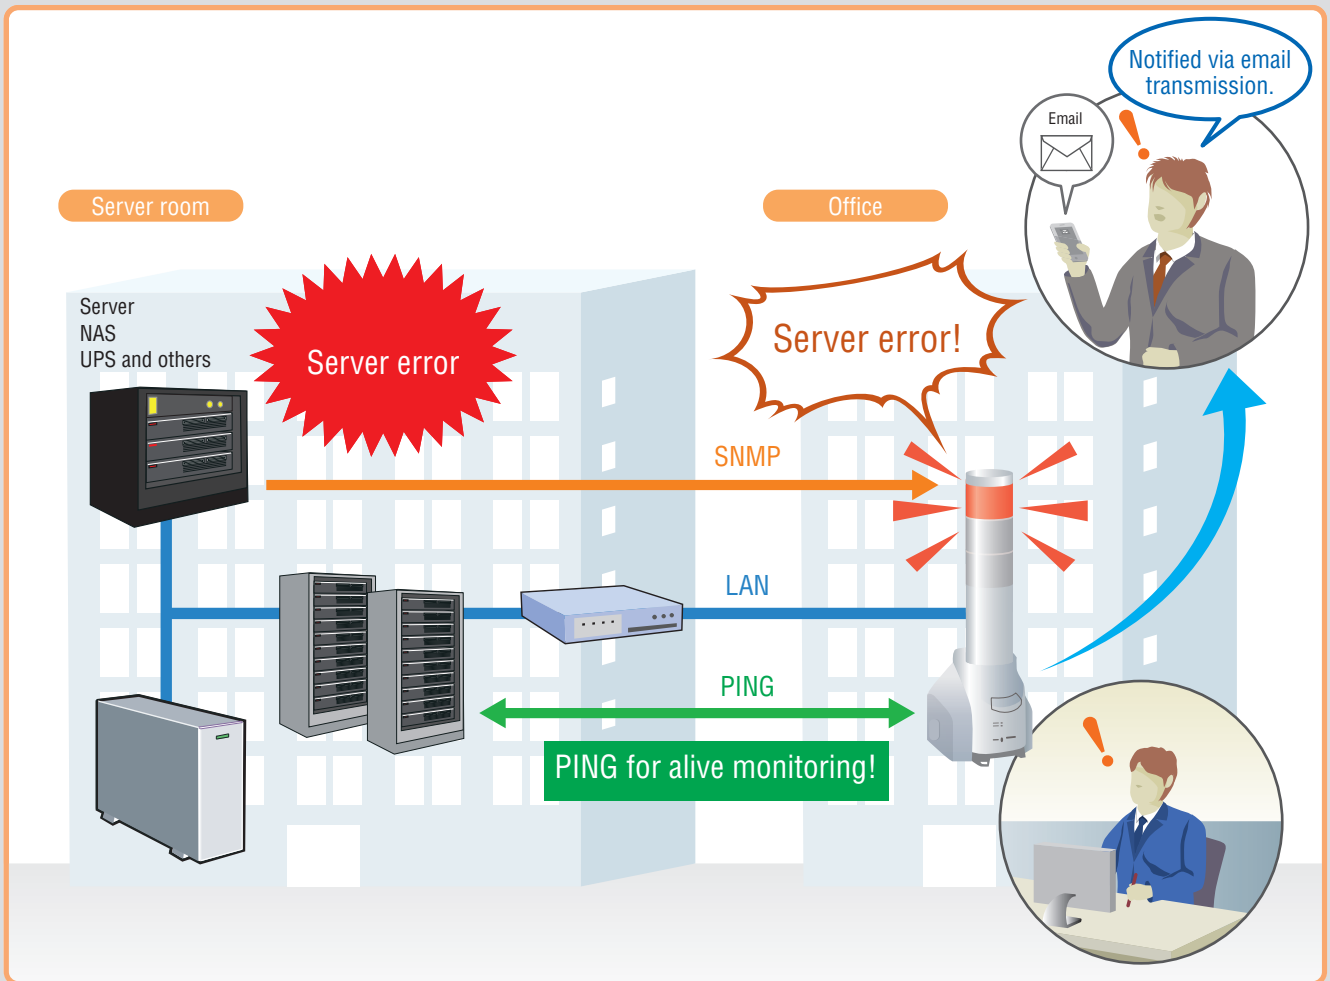 Notified via email
transmission.
Email
Server room
Office
Server
NAS
UPS and others
Server error
Server error!
SNMP
LAN
PING
PING for alive monitoring!